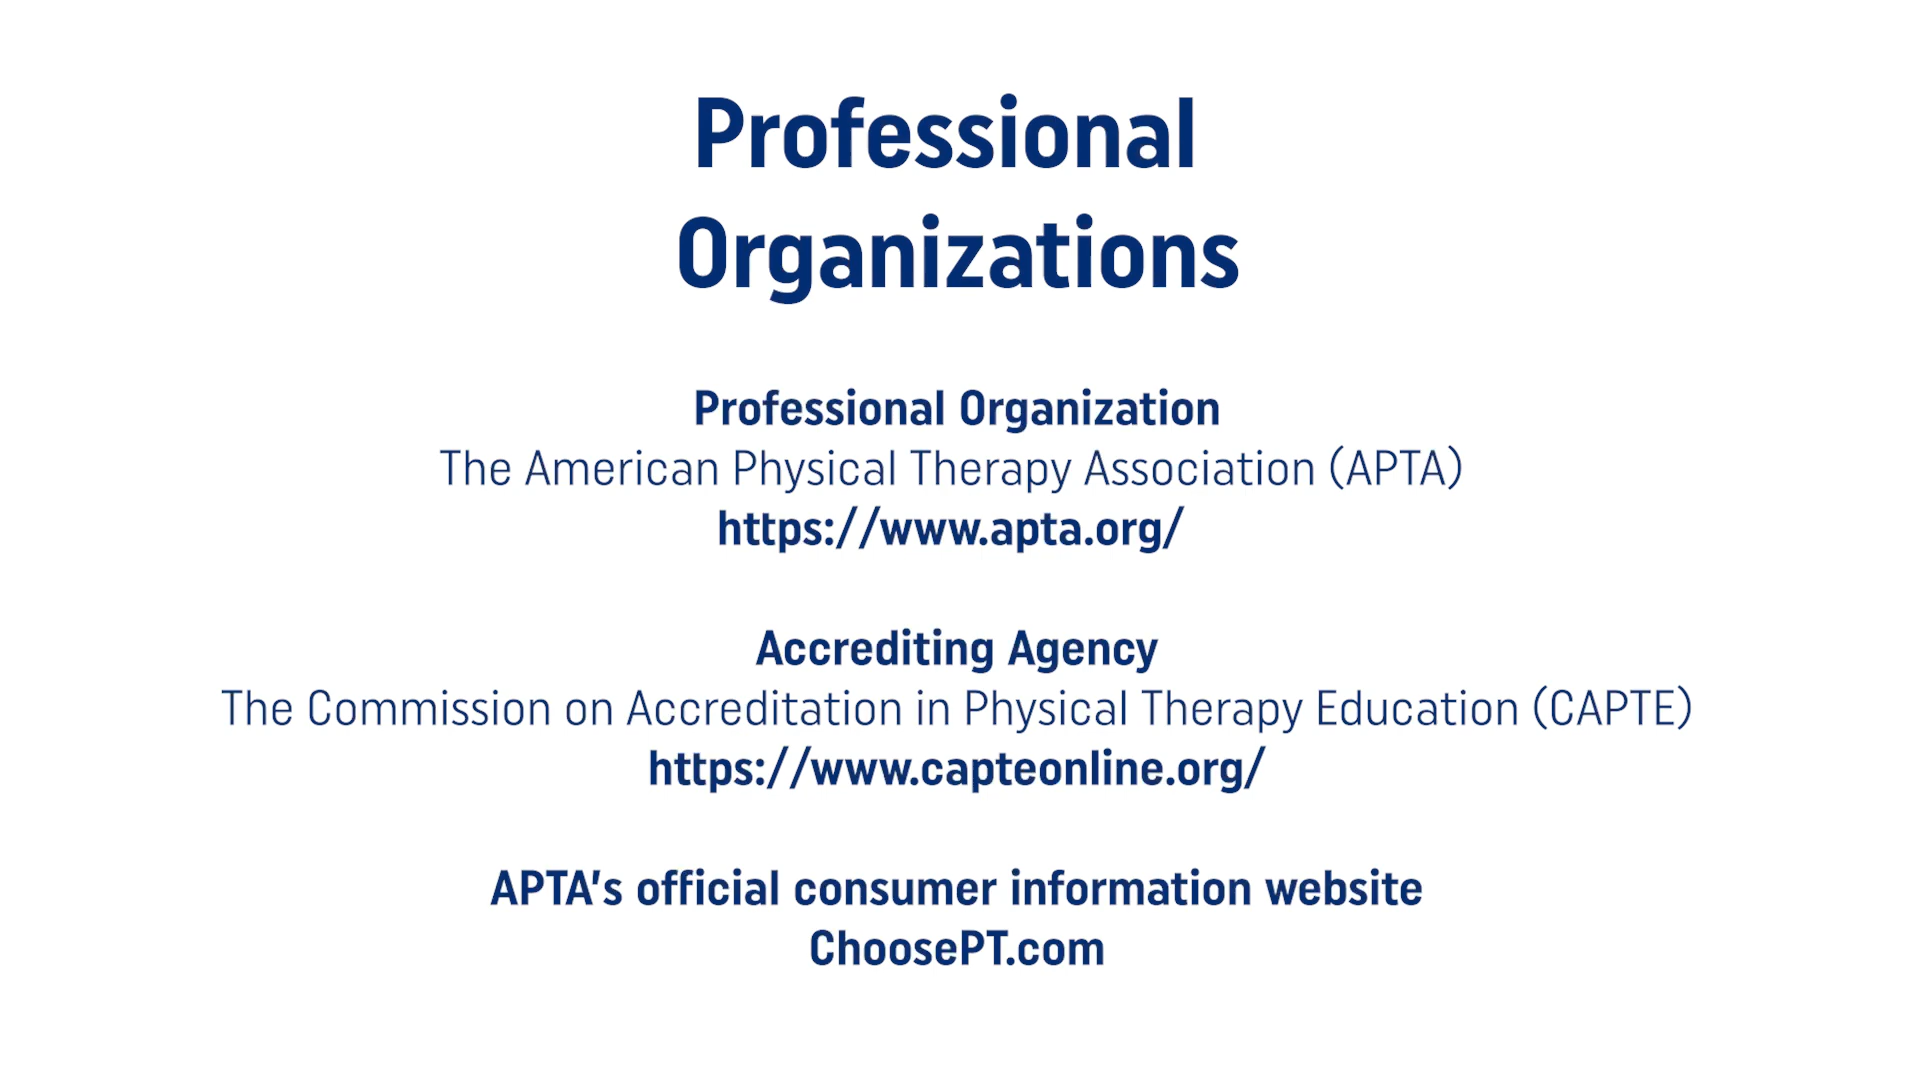 Professional
Organizations
Professional Organization
The American Physical Therapy Association (APTA)
https://www.apta.org/
Accrediting Agency
The Commission on Accreditation in Physical Therapy Education (CAPTE)
https://www.capteonline.org/
APTA's official consumer information website
ChoosePT.com